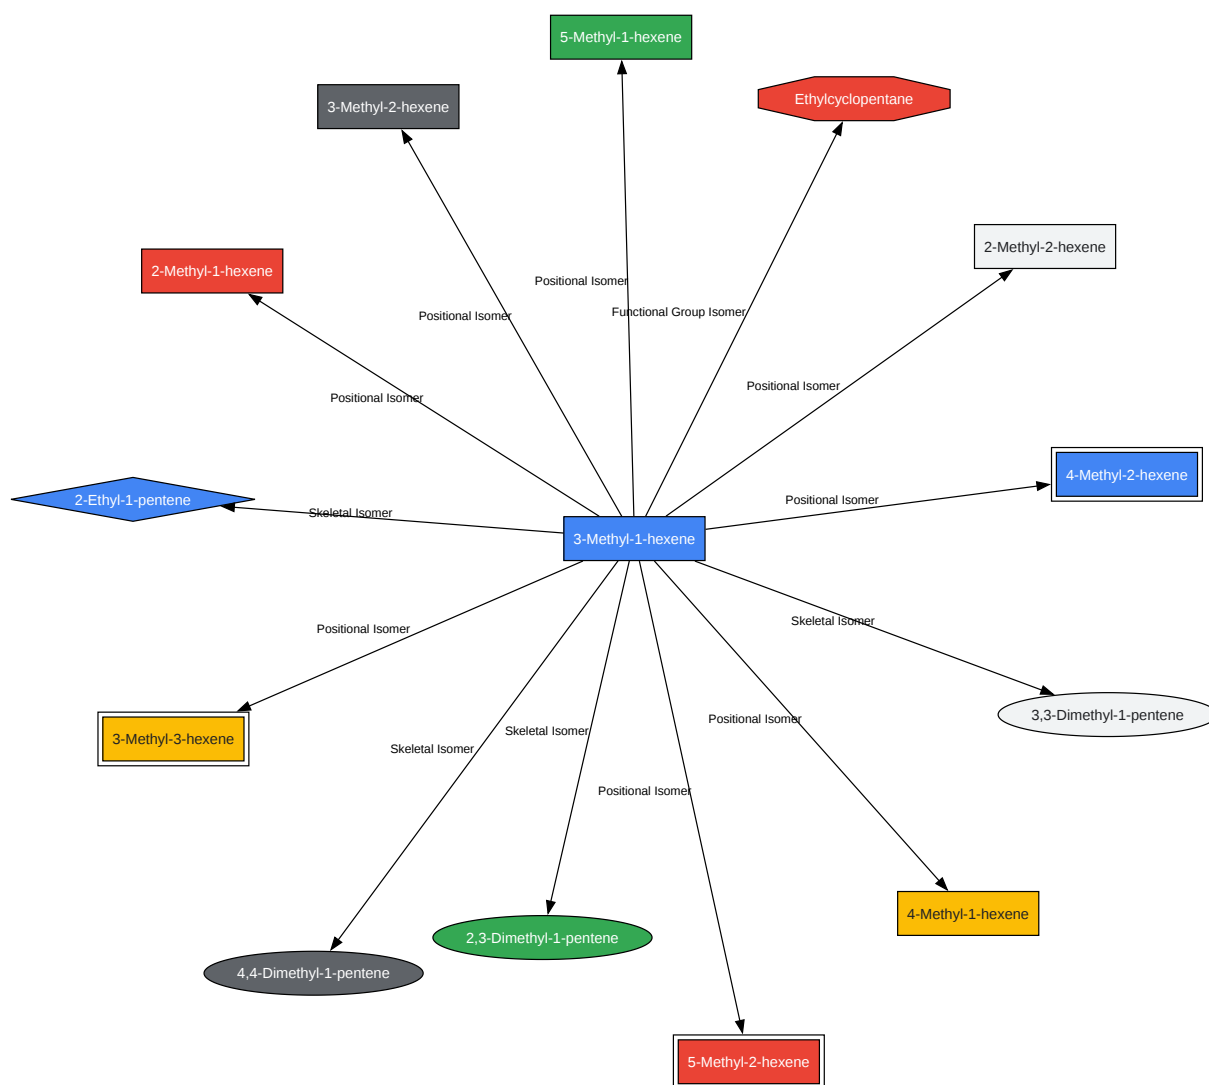 5-Methyl-1-hexene
Ethylcyclopentane
3-Methyl-2-hexene
2-Methyl-2-hexene
2-Methyl-1-hexene
Positional Isomer
Functional Group Isomer
Positional Isomer
Positional Isomer
Positional Isomer
4-Methyl-2-hexene
2-Ethyl-1-pentene
Positional Isomer
Skeletal Isomer
3-Methyl-1-hexene
Skeletal Isomer
Positional Isomer
3,3-Dimethyl-1-pentene
Positional Isomer
Skeletal Isomer
3-Methyl-3-hexene
Skeletal Isomer
Positional Isomer
4-Methyl-1-hexene
2,3-Dimethyl-1-pentene
4,4-Dimethyl-1-pentene
5-Methyl-2-hexene